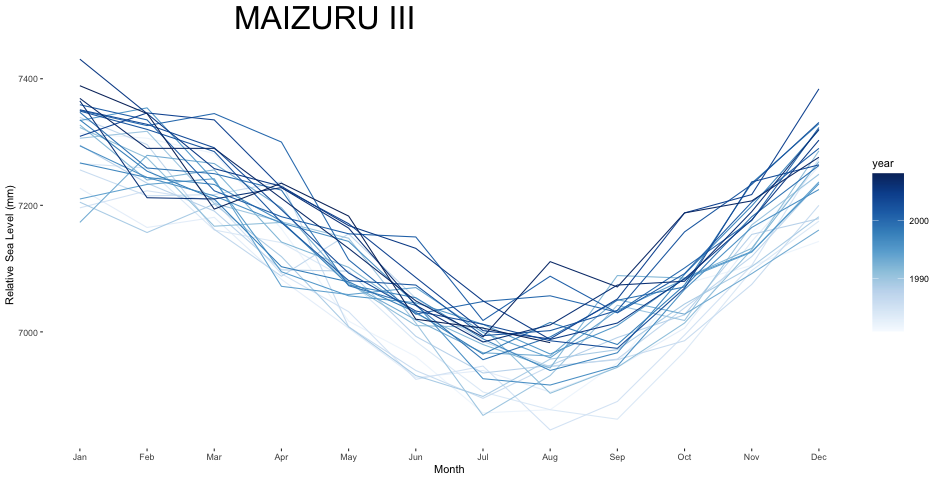 MAIZURU III
Relative Sea Level (mm)
7400
7200
7000
Jan Feb Mar Apr May Jun Jul Aug Sep Oct Nov Dec
Month
year
2000
1990